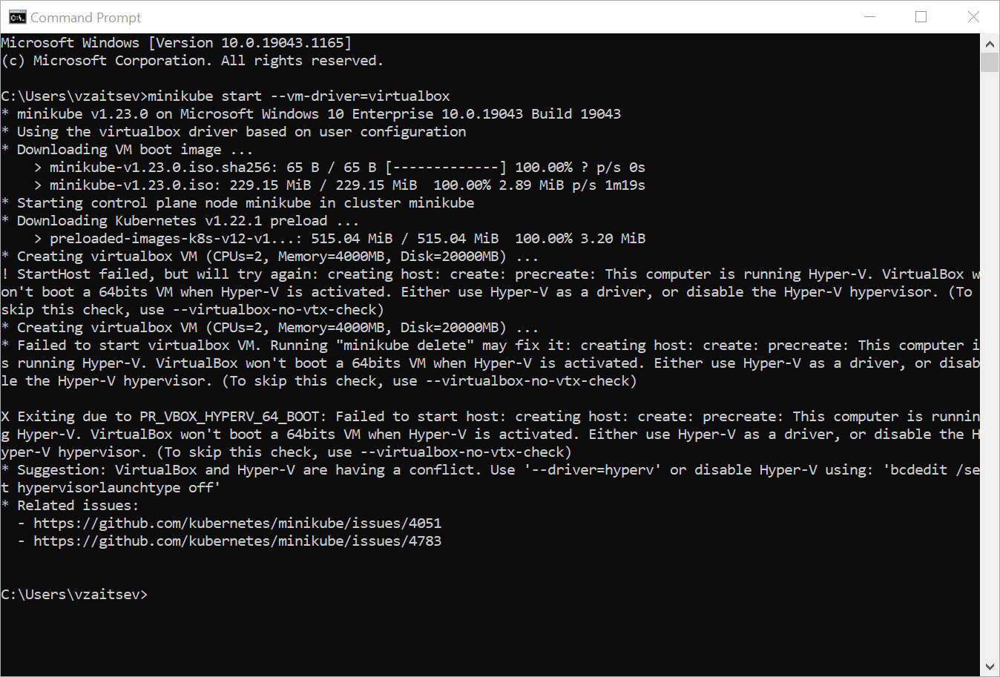 Command Prompt
Microsoft Windows [Version 10.0.19043.1165]
(c) Microsoft Corporation. All rights reserved.
C:\Users\vzaitsev>minikube start --vm-driver=virtualbox
* minikube v1.23.0 on Microsoft Windows 10 Enterprise 10.0.19043 Build 19043
* Using the virtualbox driver based on user configuration
* Downloading VM boot image ...
    > minikube-v1.23.0.iso.sha256: 65 B / 65 B [-------------] 100.00% ? p/s 0s
    > minikube-v1.23.0.iso: 229.15 MiB / 229.15 MiB  100.00% 2.89 MiB p/s 1m19s
* Starting control plane node minikube in cluster minikube
* Downloading Kubernetes v1.22.1 preload ...
    > preloaded-images-k8s-v12-v1...: 515.04 MiB / 515.04 MiB  100.00% 3.20 MiB
* Creating virtualbox VM (CPUs=2, Memory=4000MB, Disk=20000MB) ...
! StartHost failed, but will try again: creating host: create: precreate: This computer is running Hyper-V. VirtualBox w
on't boot a 64bits VM when Hyper-V is activated. Either use Hyper-V as a driver, or disable the Hyper-V hypervisor. (To
skip this check, use --virtualbox-no-vtx-check)
* Creating virtualbox VM (CPUs=2, Memory=4000MB, Disk=20000MB) ...
* Failed to start virtualbox VM. Running "minikube delete" may fix it: creating host: create: precreate: This computer i
s running Hyper-V. VirtualBox won't boot a 64bits VM when Hyper-V is activated. Either use Hyper-V as a driver, or disab
le the Hyper-V hypervisor. (To skip this check, use --virtualbox-no-vtx-check)
X Exiting due to PR_VBOX_HYPERV_64_BOOT: Failed to start host: creating host: create: precreate: This computer is runnin
g Hyper-V. VirtualBox won't boot a 64bits VM when Hyper-V is activated. Either use Hyper-V as a driver, or disable the H
yper-V hypervisor. (To skip this check, use --virtualbox-no-vtx-check)
* Suggestion: VirtualBox and Hyper-V are having a conflict. Use '--driver=hyperv' or disable Hyper-V using: 'bcdedit /se
t hypervisorlaunchtype off'
* Related issues:
  - https://github.com/kubernetes/minikube/issues/4051
  - https://github.com/kubernetes/minikube/issues/4783
C:\Users\vzaitsev>